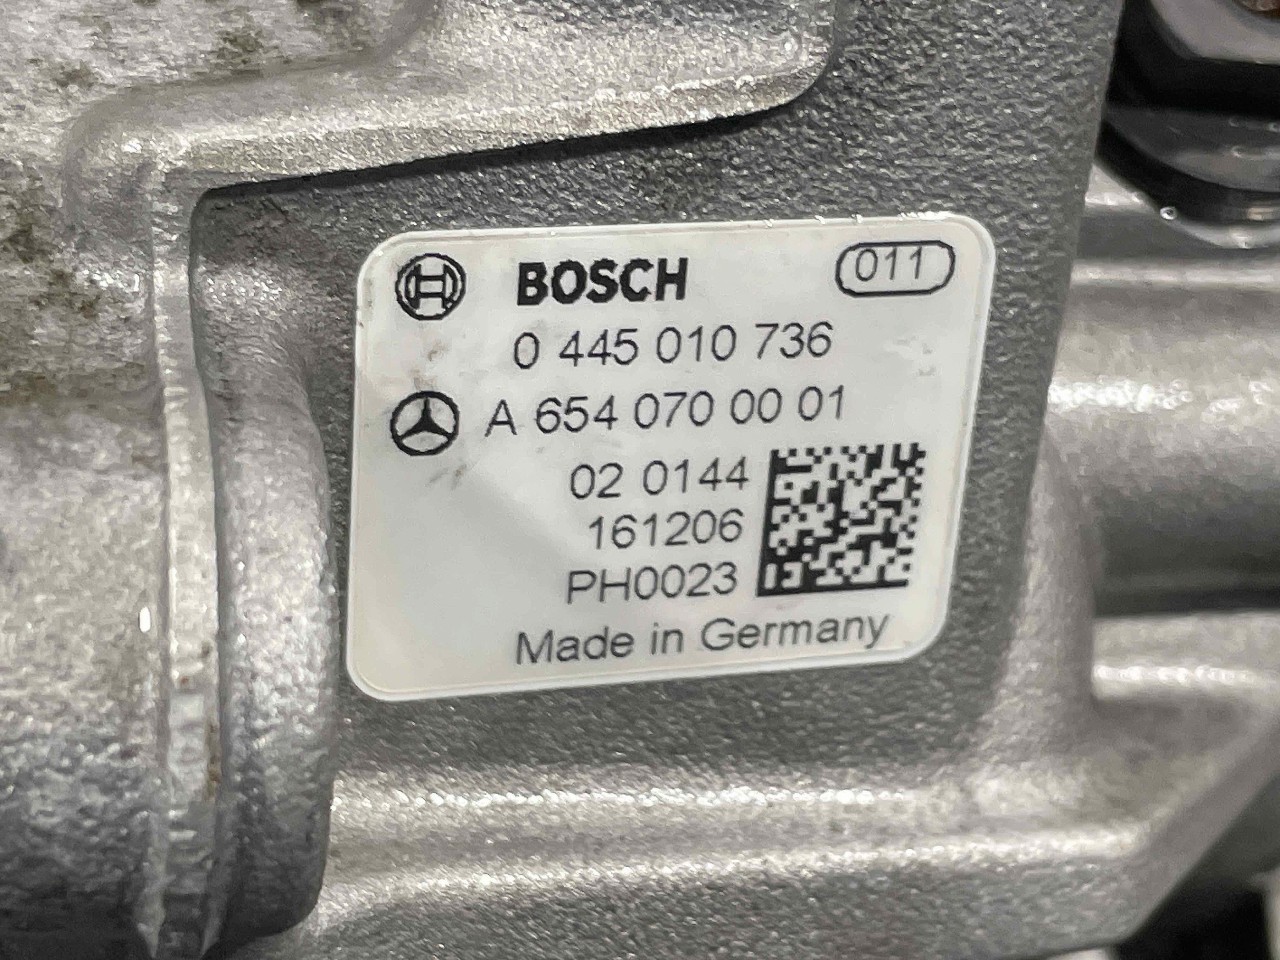 BOSCH 011
0 445 010 736
A 654 070 00 01
02 0144
161206
PH0023
Made in Germany